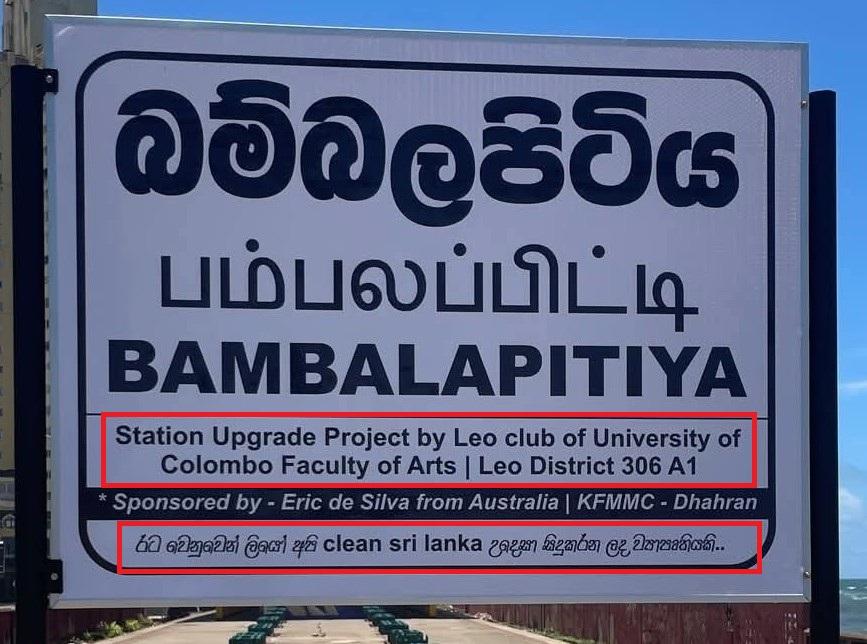 බම්බලපිටිය
பம்பலப்பிட்டி
BAMBALAPITIYA
Station Upgrade Project by Leo club of University of
Colombo Faculty of Arts | Leo District 306 A1
* Sponsored by - Eric de Silva from Australia | KFMMC - Dhahran
රට වෙනුවෙන් ලියෝ අපි clean sri lanka උදෙසා සිදුකරන ලද ව්‍යාපෘතියකි..